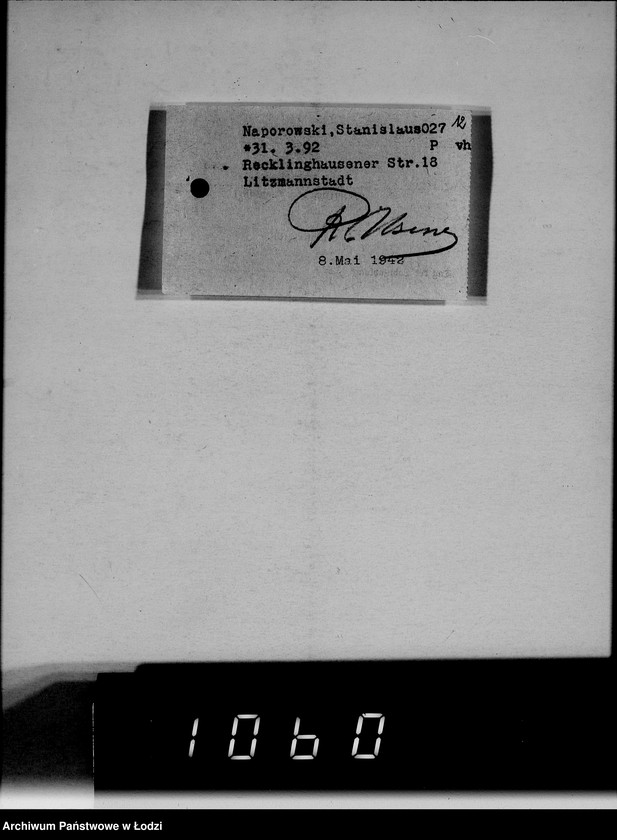 Naporowski,Stanislaus027 12
*31. 3.92 P vh
Recklinghausener Str.18
Litzmannstadt
8.Mai 1942
1060
Archiwum Państwowe w Łodzi